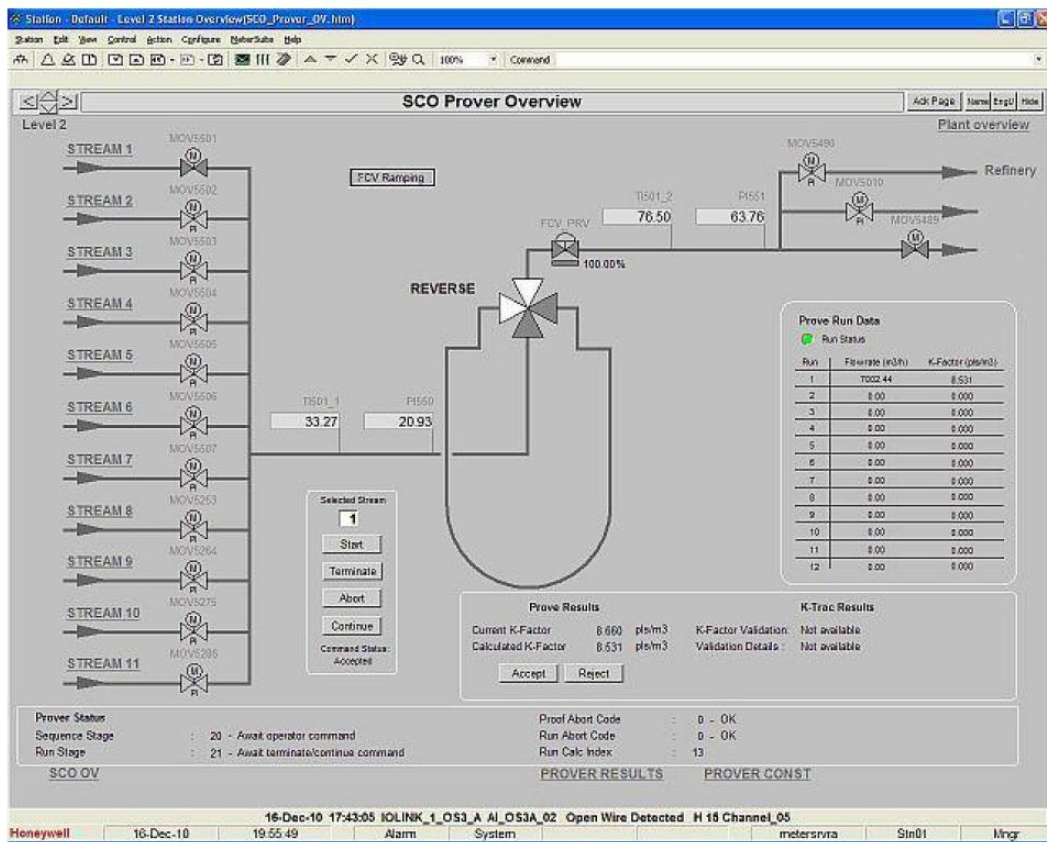 Station - Default - Level 2 Station Overview(SCO_Prover_OV.htm)
Station Edit View Control Action Configure MeterSubs Help
100% Command
SCO Prover Overview
Ack Page Name EngU Hide
Level 2
Plant overview
STREAM 1 MOV5501
STREAM 2 MOV5502
STREAM 3 MOV5503
STREAM 4 MOV5504
STREAM 5 MOV5505
STREAM 6 MOV5506
STREAM 7 MOV5507
STREAM 8 MOV5253
STREAM 9 MOV5264
STREAM 10 MOV5275
STREAM 11
FCV Ramping
MOV5490
Refinery
MOV5010
MOV5489
TI501_2 PI551
76.50 63.76
FCV_PRV
100.00%
REVERSE
TI501_1 PI550
33.27 20.93
Selected Stream
1
Start
Terminate
Abort
Continue
Command Status:
Accepted
Prove Run Data
Run Status
Run Flowrate (m3/h) K-Factor (pls/m3)
1 7002.44 8.531
2 0.00 0.000
3 0.00 0.000
4 0.00 0.000
5 0.00 0.000
6 0.00 0.000
7 0.00 0.000
8 0.00 0.000
9 0.00 0.000
10 0.00 0.000
11 0.00 0.000
12 0.00 0.000
Prove Results K-Trac Results
Current K-Factor 8.660 pls/m3 K-Factor Validation: Not available
Calculated K-Factor 8.531 pls/m3 Validation Details : Not available
Accept Reject
Prover Status
Sequence Stage : 20 - Await operator command
Run Stage : 21 - Await terminate/continue command
Proof Abort Code : 0 - OK
Run Abort Code : 0 - OK
Run Calc Index : 13
SCO OV PROVER RESULTS PROVER CONST
16-Dec-10 17:43:05 IOLINK_1_OS3_A AI_OS3A_02 Open Wire Detected H 15 Channel_05
Honeywell 16-Dec-10 19:55:49 Alarm System metersrvra Stn01 Mngr